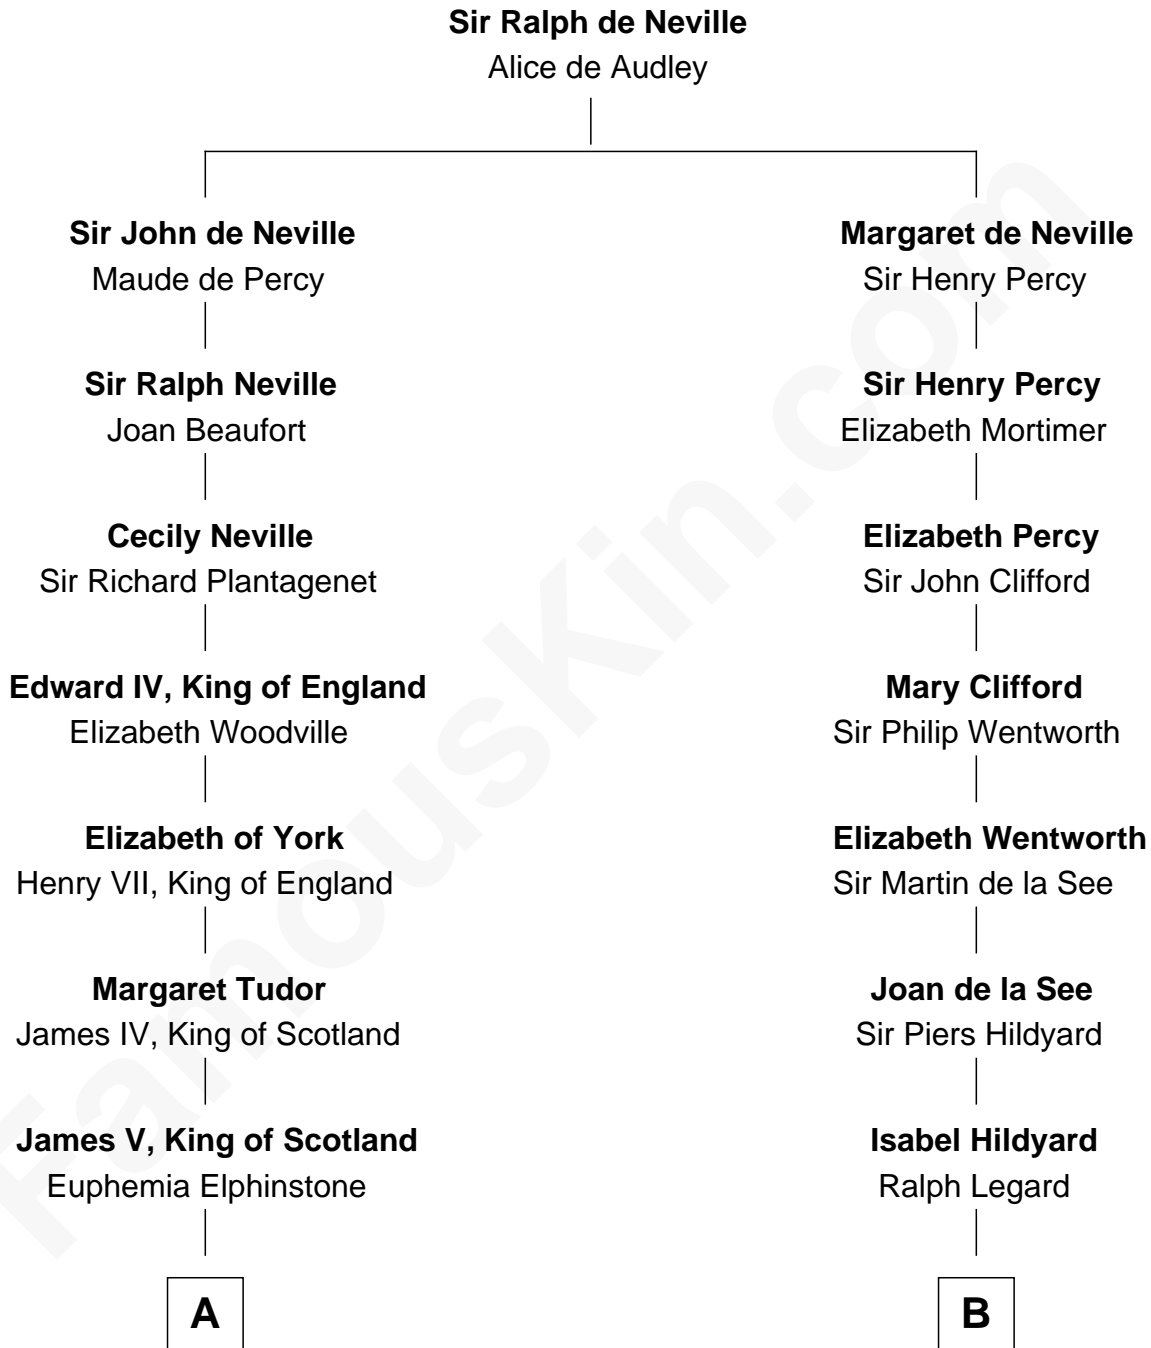 Sir Ralph de Neville
Alice de Audley
Sir John de Neville
Maude de Percy
Margaret de Neville
Sir Henry Percy
Sir Ralph Neville
Joan Beaufort
Sir Henry Percy
Elizabeth Mortimer
Cecily Neville
Sir Richard Plantagenet
Elizabeth Percy
Sir John Clifford
Edward IV, King of England
Elizabeth Woodville
Mary Clifford
Sir Philip Wentworth
Elizabeth of York
Henry VII, King of England
Elizabeth Wentworth
Sir Martin de la See
Margaret Tudor
James IV, King of Scotland
Joan de la See
Sir Piers Hildyard
James V, King of Scotland
Euphemia Elphinstone
Isabel Hildyard
Ralph Legard
A
B
FamousKin.com